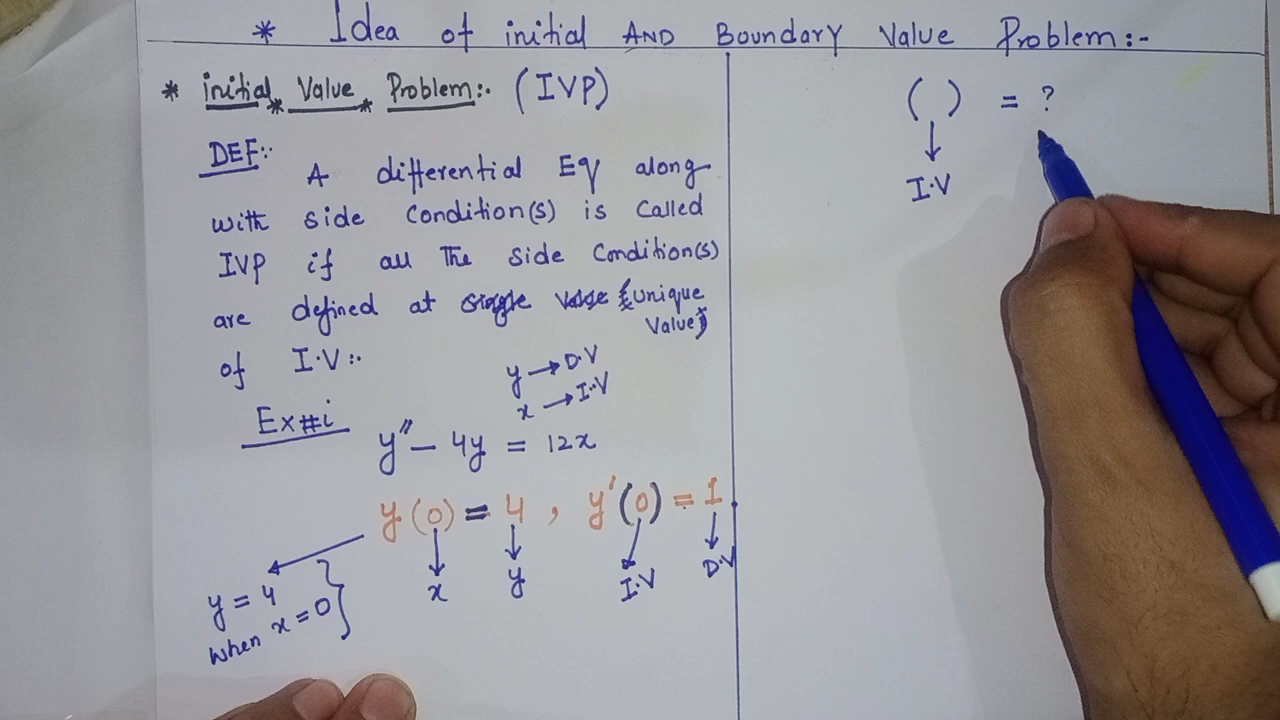 * Idea of initial AND Boundary Value Problem:-
* initial Value Problem:. (IVP)
DEF:.
A differential Eq along
with side Condition(s) is Called
IVP if all The side Condition(s)
are defined at single value {unique
Value}
of I.V:.
y → D.V
x → I.V
Ex#i
y" - 4y = 12x
y(0) = 4 , y'(0) = 1
x y I.V D.V
y = 4
when x = 0 }
( ) = ?
↓
I.V